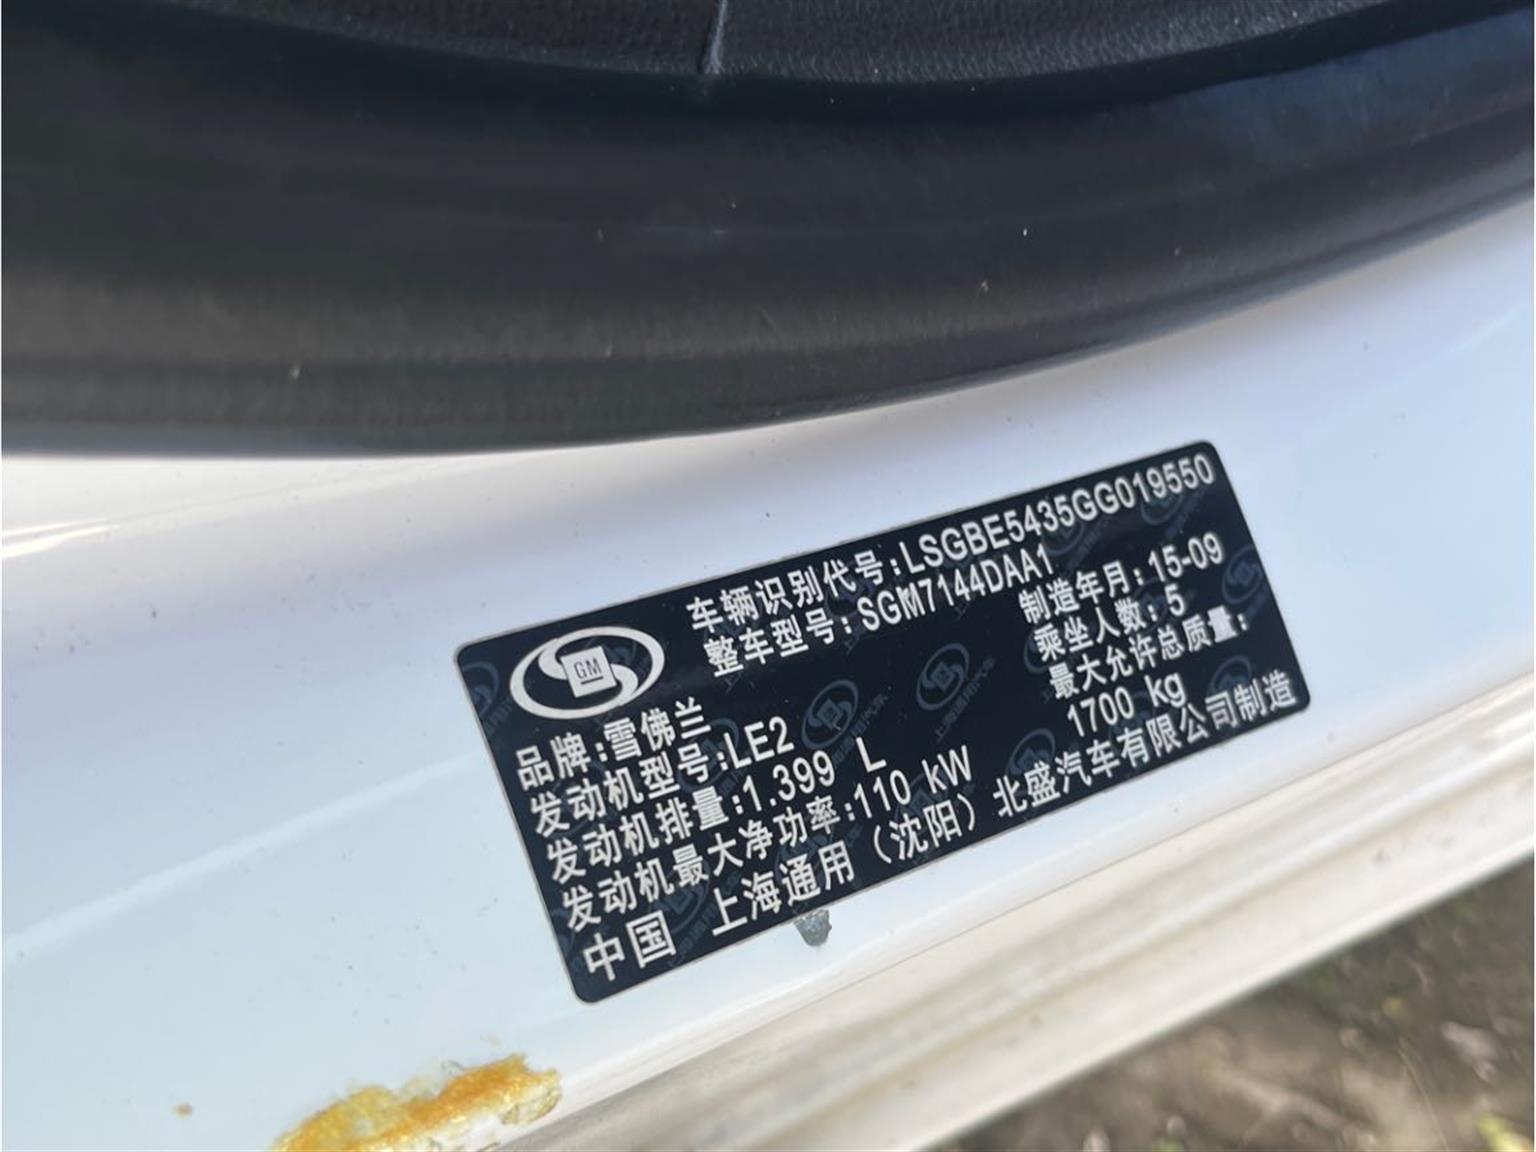 车辆识别代号:LSGBE5435GG019550
整车型号:SGM7144DAA1
制造年月:15-09
GM
品牌:雪佛兰
乘坐人数:5
发动机型号:LE2
最大允许总质量:
发动机排量:1.399 L
1700 kg
发动机最大净功率:110 kW
中国 上海通用(沈阳)北盛汽车有限公司制造